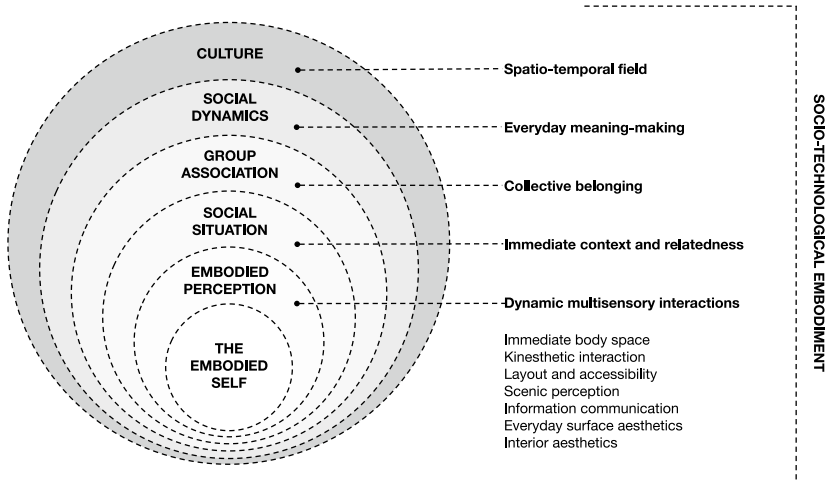 CULTURE
Spatio-temporal field
SOCIAL
DYNAMICS
Everyday meaning-making
GROUP
ASSOCIATION
Collective belonging
SOCIAL
SITUATION
Immediate context and relatedness
EMBODIED
PERCEPTION
Dynamic multisensory interactions
THE
EMBODIED
SELF
Immediate body space
Kinesthetic interaction
Layout and accessibility
Scenic perception
Information communication
Everyday surface aesthetics
Interior aesthetics
SOCIO-TECHNOLOGICAL EMBODIMENT